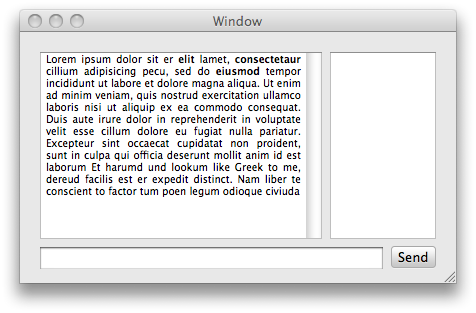 Window
Lorem ipsum dolor sit er elit lamet, consectetaur
cillium adipisicing pecu, sed do eiusmod tempor
incididunt ut labore et dolore magna aliqua. Ut enim
ad minim veniam, quis nostrud exercitation ullamco
laboris nisi ut aliquip ex ea commodo consequat.
Duis aute irure dolor in reprehenderit in voluptate
velit esse cillum dolore eu fugiat nulla pariatur.
Excepteur sint occaecat cupidatat non proident,
sunt in culpa qui officia deserunt mollit anim id est
laborum Et harumd und lookum like Greek to me,
dereud facilis est er expedit distinct. Nam liber te
conscient to factor tum poen legum odioque civiuda
Send